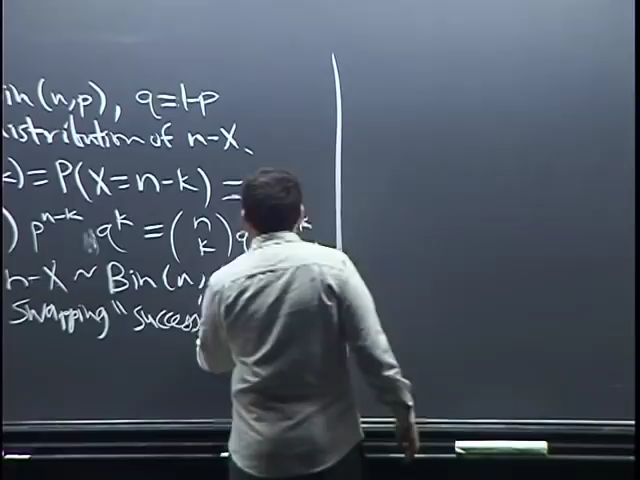 in(n,p), q=1-p
istribution of n-X.
k)=P(X=n-k)=
) p^{n-k} q^k = (n k) q
n-X ~ Bin(n,
swapping "success